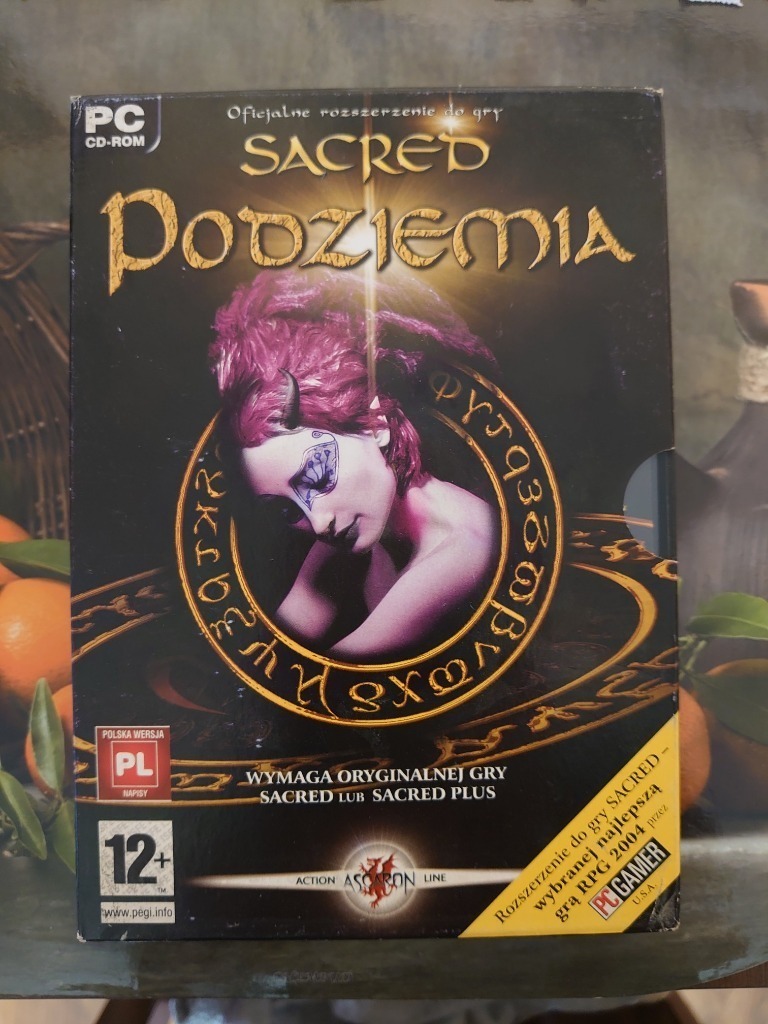 PC
CD-ROM
Oficjalne rozszerzenie do gry
SACRED
PODZIEMIA
POLSKA WERSJA
PL
NAPISY
WYMAGA ORYGINALNEJ GRY
SACRED LUB SACRED PLUS
12+
TM
www.pegi.info
ACTION ASCARON LINE
Rozszerzenie do gry SACRED –
wybranej najlepszą
grą RPG 2004 przez
PC GAMER
U.S.A.